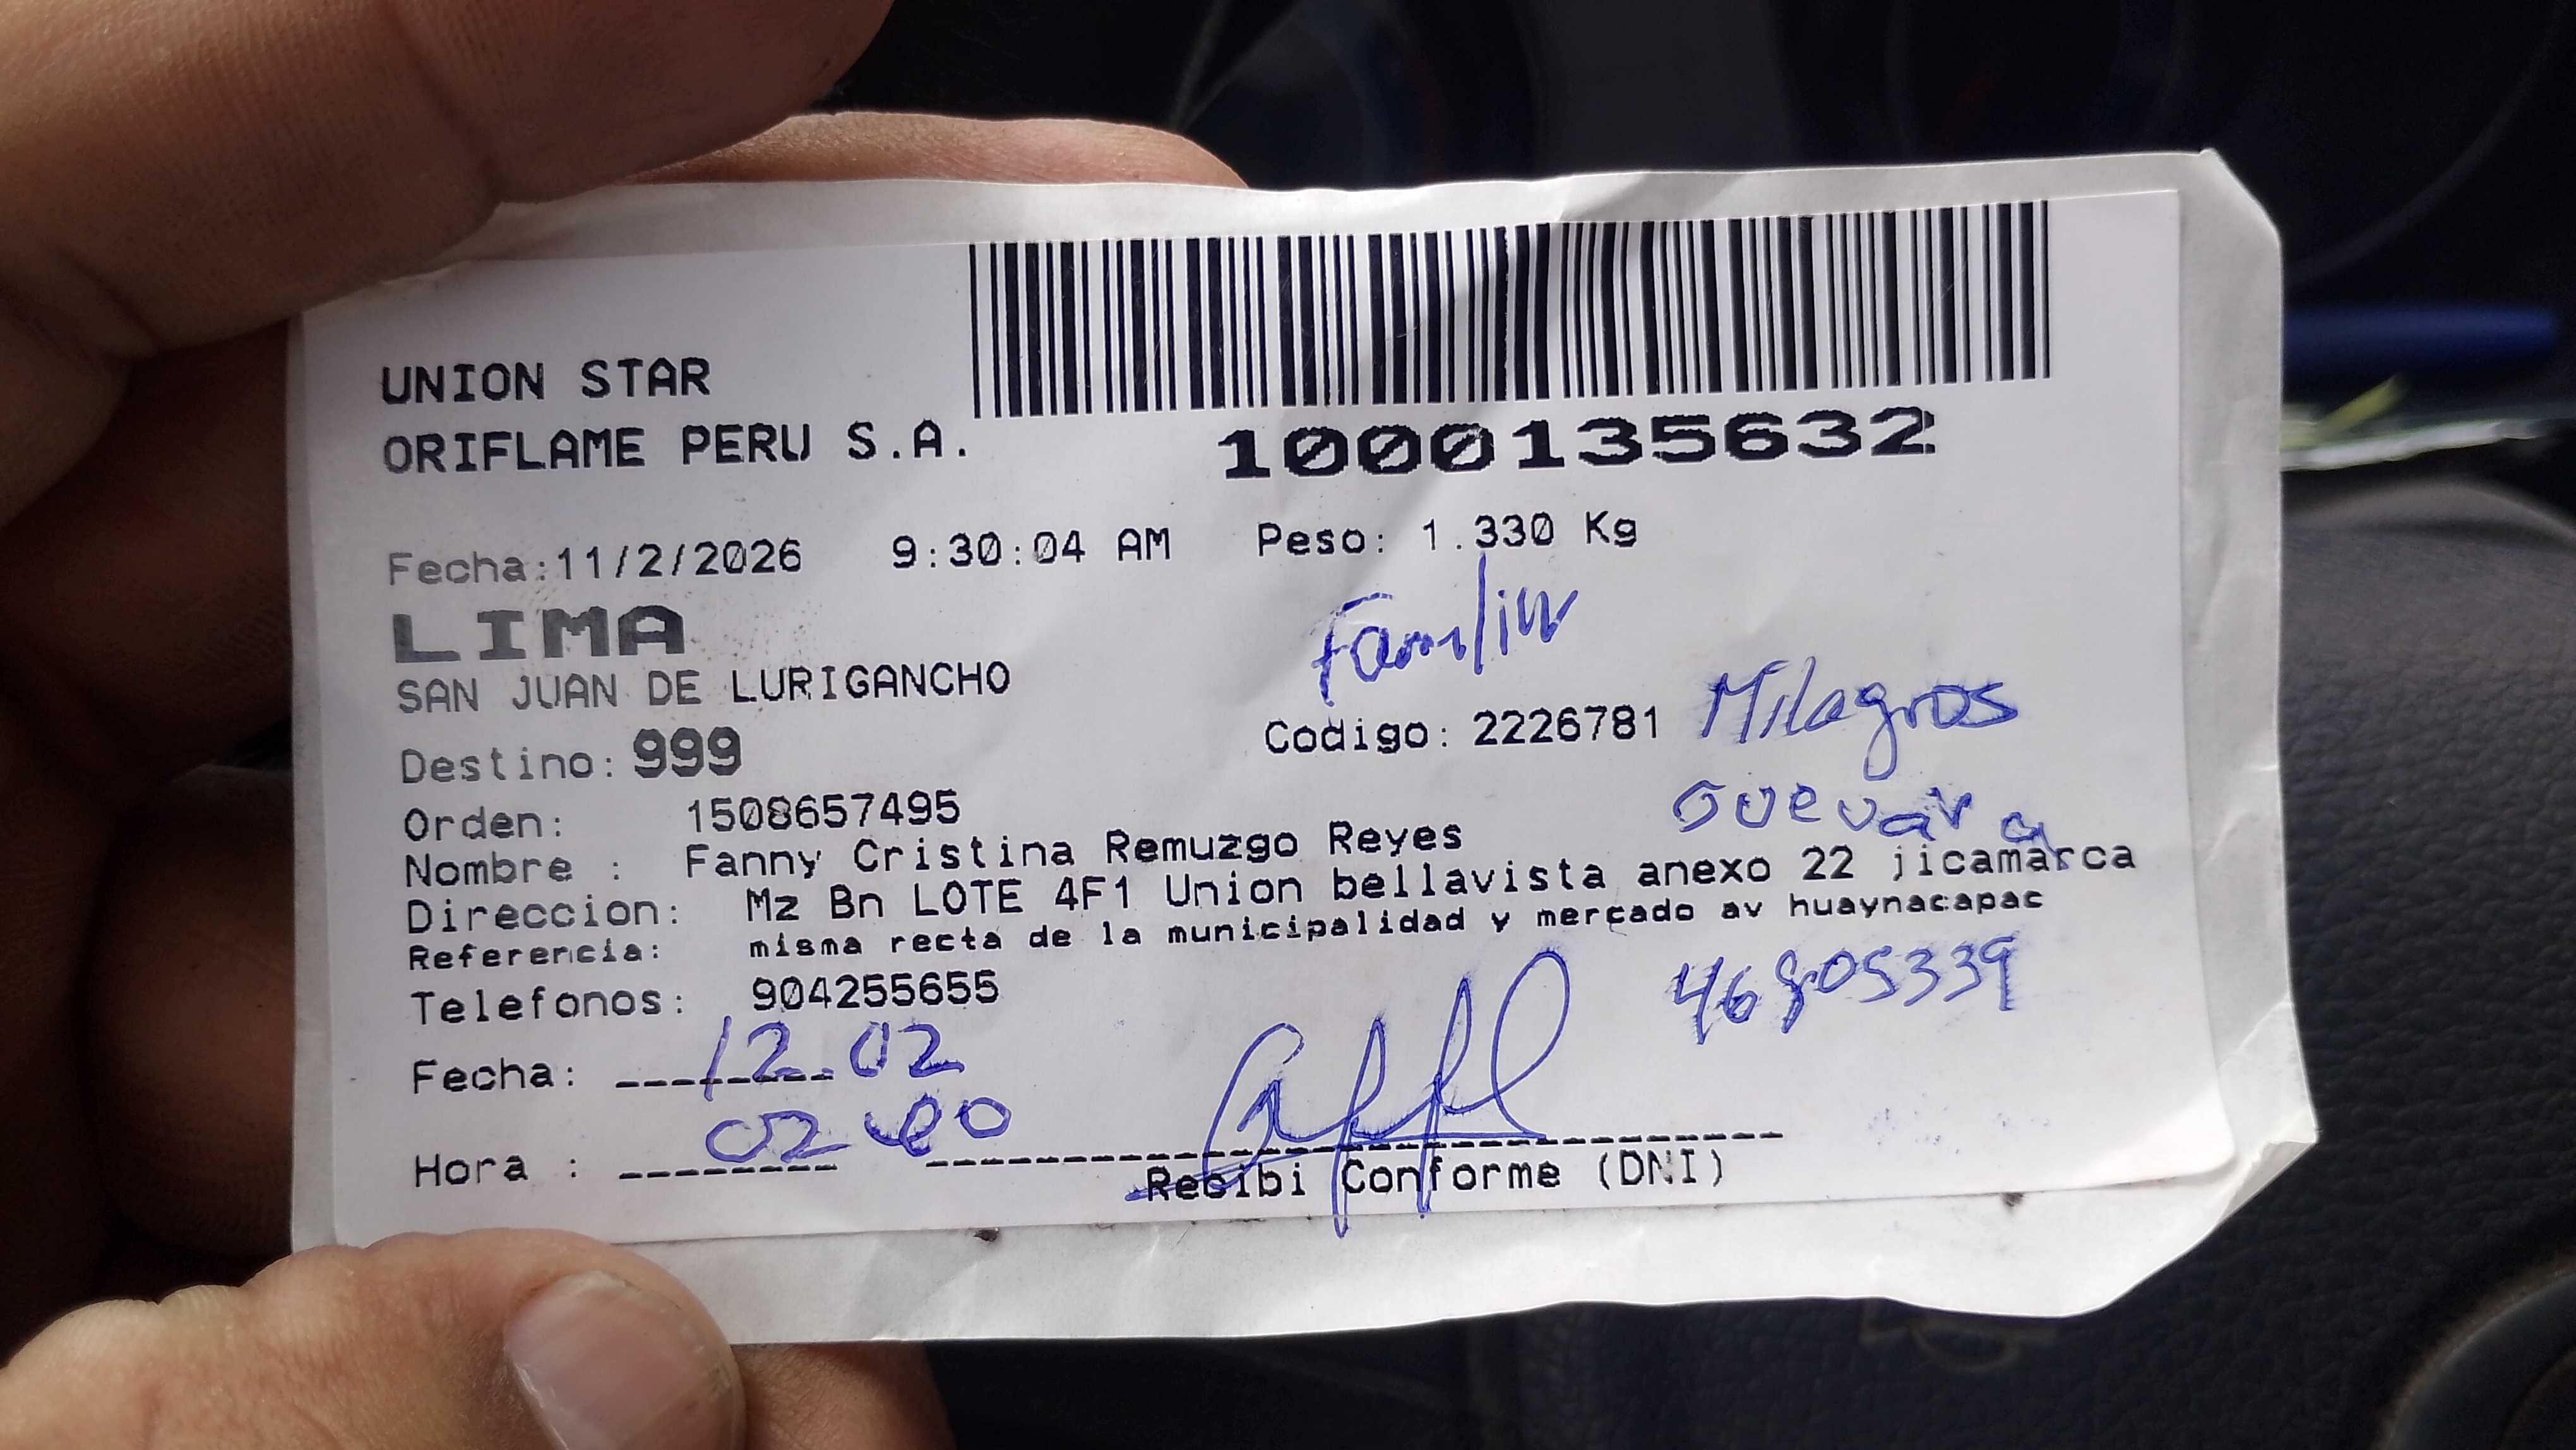 UNION STAR
ORIFLAME PERU S.A.
1000135632
Fecha:11/2/2026 9:30:04 AM Peso: 1.330 Kg
LIMA
SAN JUAN DE LURIGANCHO
Destino: 999
Codigo: 2226781 Milagros
Guevara
Orden: 1508657495
Nombre : Fanny Cristina Remuzgo Reyes
Direccion: Mz Bn LOTE 4F1 Union bellavista anexo 22 jicamarca
Referencia: misma recta de la municipalidad y mercado av huaynacapac
Telefonos: 904255655
46805339
Fecha: 12.02
Hora : 02
Recibi Conforme (DNI)